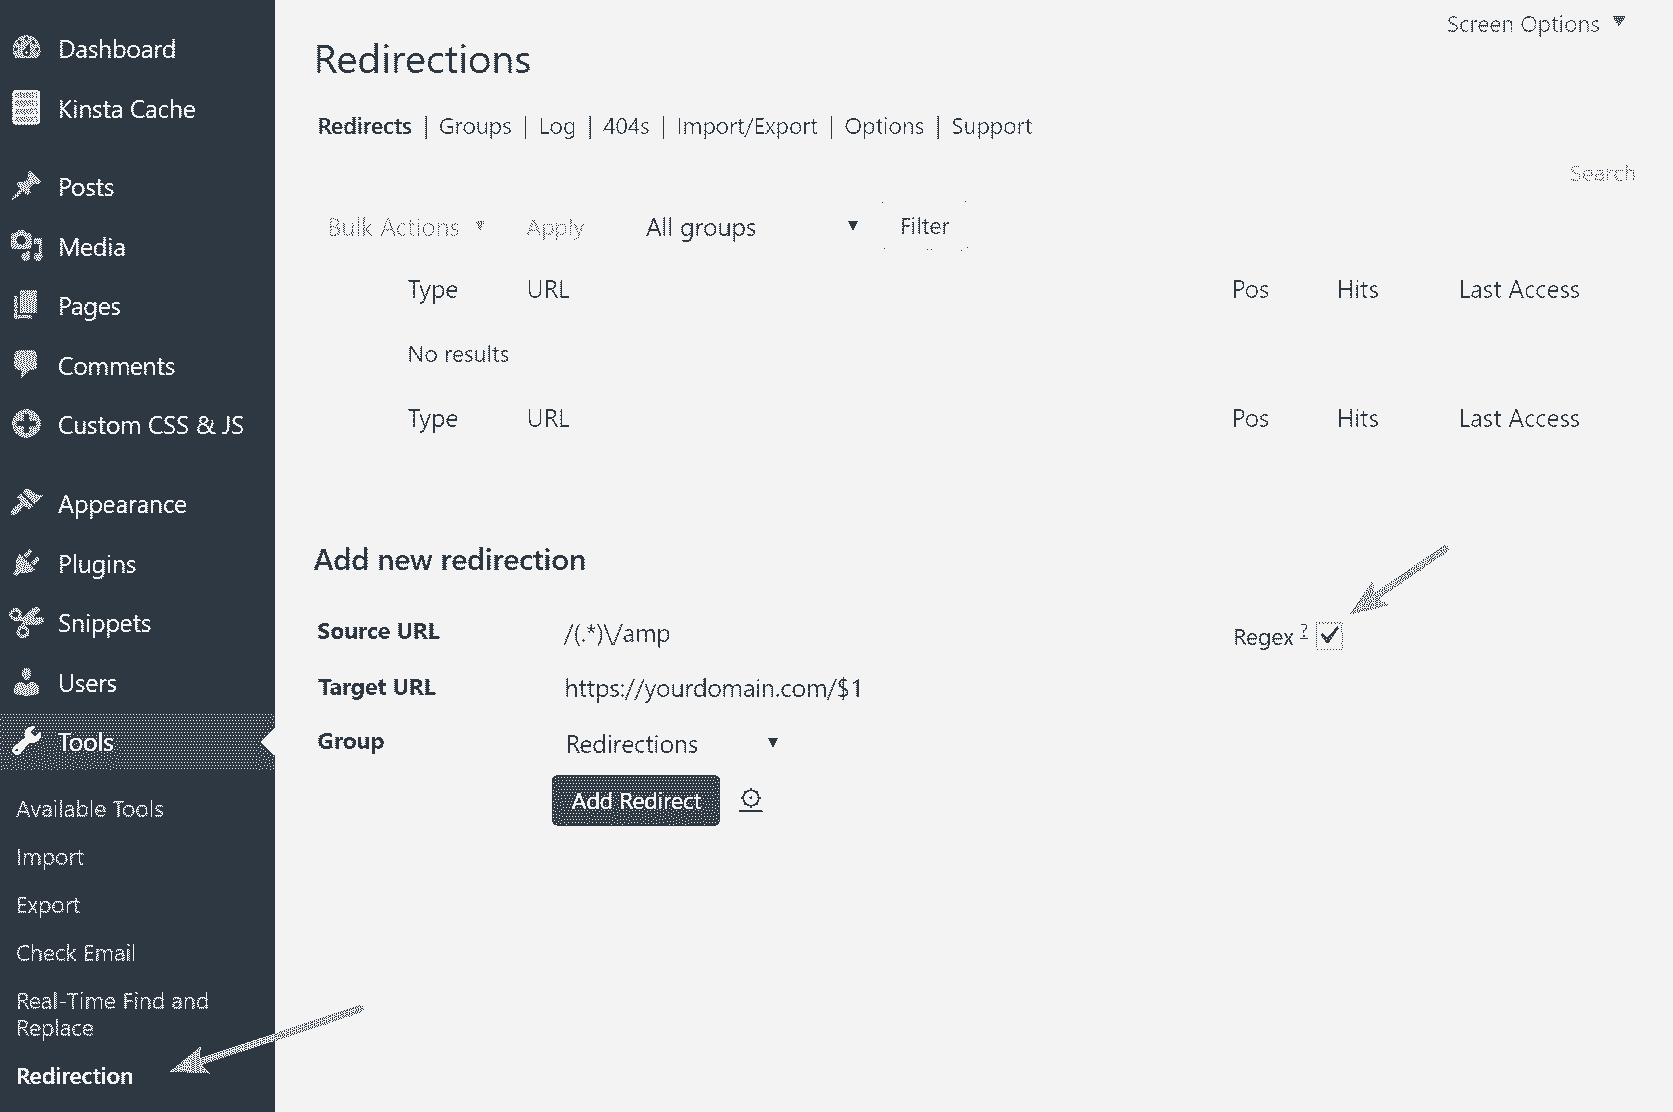 Dashboard
Kinsta Cache
Posts
Media
Pages
Comments
Custom CSS & JS
Appearance
Plugins
Snippets
Users
Tools
Available Tools
Import
Export
Check Email
Real-Time Find and
Replace
Redirection
Screen Options ▼
Redirections
Redirects | Groups | Log | 404s | Import/Export | Options | Support
Search
Bulk Actions ▼ Apply All groups ▼ Filter
Type URL Pos Hits Last Access
No results
Type URL Pos Hits Last Access
Add new redirection
Source URL /(.*)\/amp Regex ? ✓
Target URL https://yourdomain.com/$1
Group Redirections ▼
Add Redirect